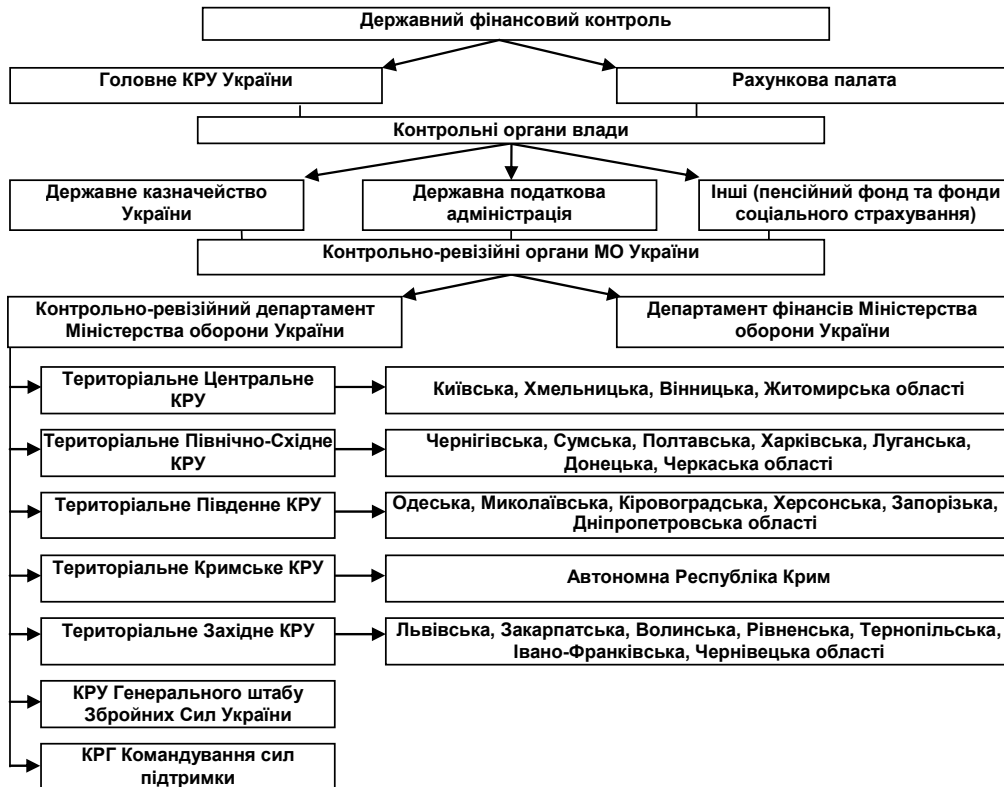 Державний фінансовий контроль
Головне КРУ України
Рахункова палата
Контрольні органи влади
Державне казначейство
України
Державна податкова
адміністрація
Інші (пенсійний фонд та фонди
соціального страхування)
Контрольно-ревізійні органи МО України
Контрольно-ревізійний департамент
Міністерства оборони України
Департамент фінансів Міністерства
оборони України
Територіальне Центральне
КРУ
Київська, Хмельницька, Вінницька, Житомирська області
Територіальне Північно-Східне
КРУ
Чернігівська, Сумська, Полтавська, Харківська, Луганська,
Донецька, Черкаська області
Територіальне Південне КРУ
Одеська, Миколаївська, Кіровоградська, Херсонська, Запорізька,
Дніпропетровська області
Територіальне Кримське КРУ
Автономна Республіка Крим
Територіальне Західне КРУ
Львівська, Закарпатська, Волинська, Рівненська, Тернопільська,
Івано-Франківська, Чернівецька області
КРУ Генерального штабу
Збройних Сил України
КРГ Командування сил
підтримки